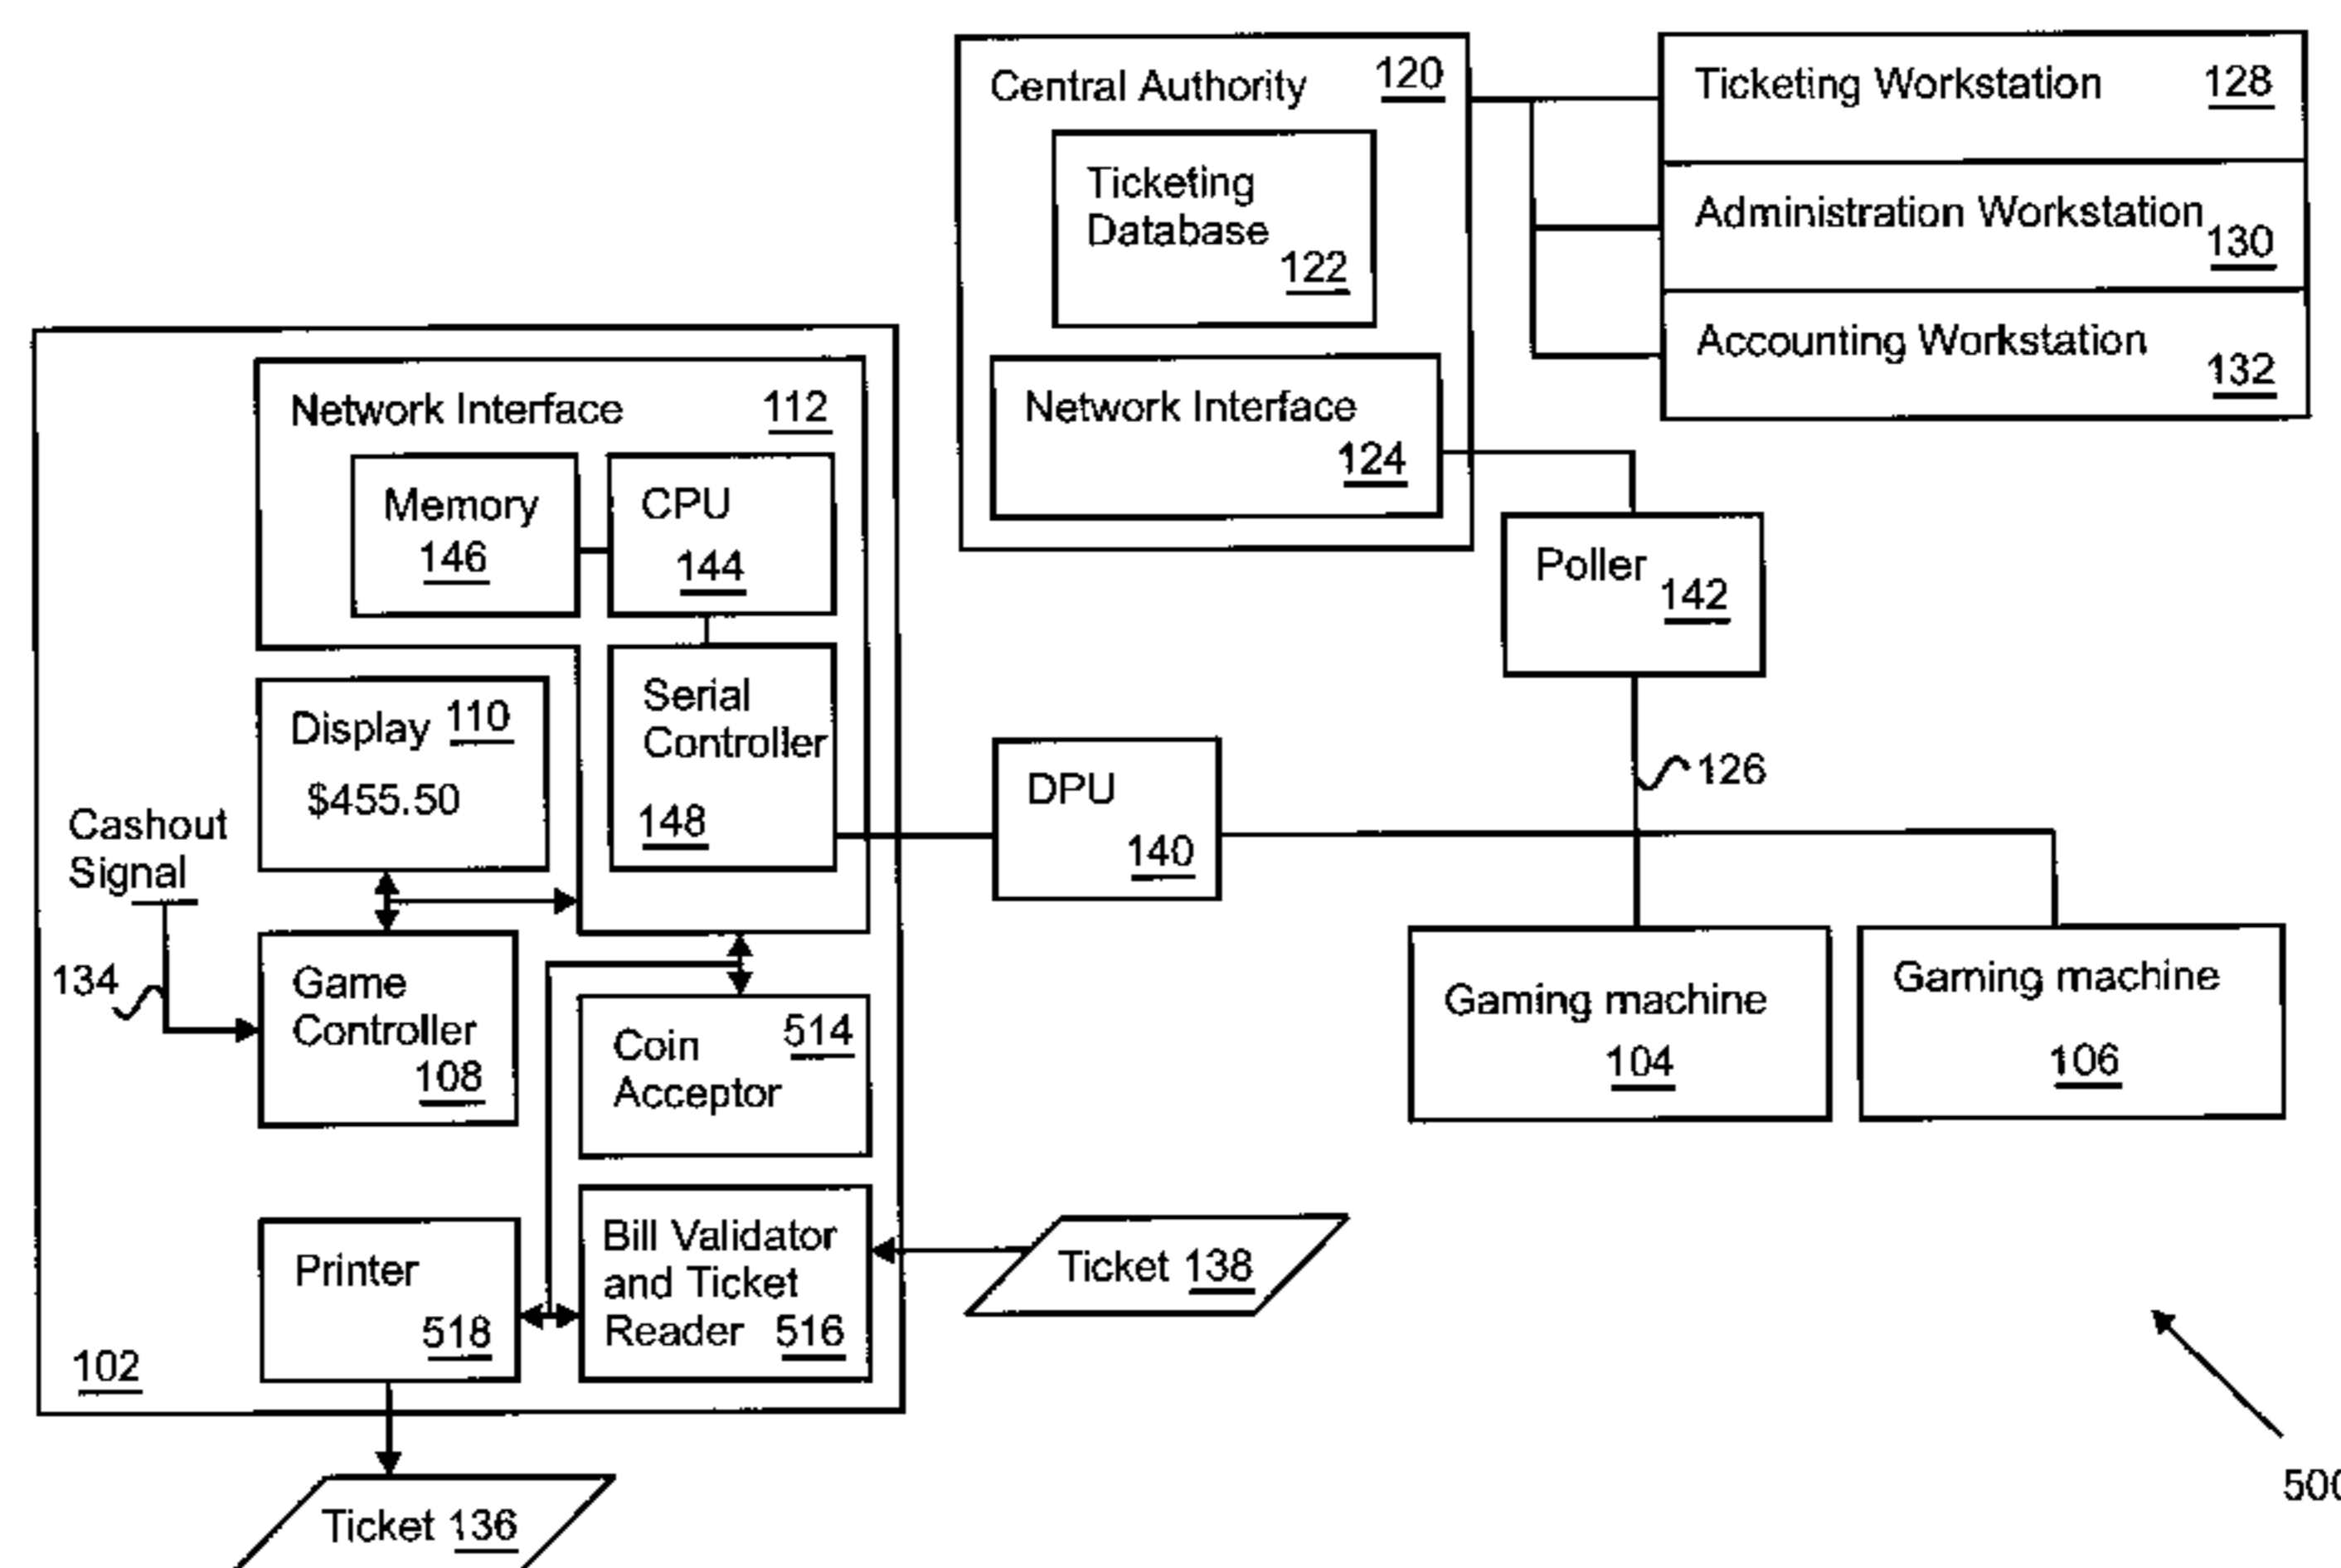 Central Authority 120
Ticketing
Database
122
Network Interface
124
Ticketing Workstation 128
Administration Workstation 130
Accounting Workstation
132
Network Interface 112
Memory
146
CPU
144
Serial
Controller
148
Display 110
$455.50
Cashout
Signal
134
Game
Controller
108
Coin
Acceptor
514
Printer
518
Bill Validator
and Ticket
Reader 516
102
Ticket 136
Ticket 138
DPU
140
Poller
142
126
Gaming machine
104
Gaming machine
106
500